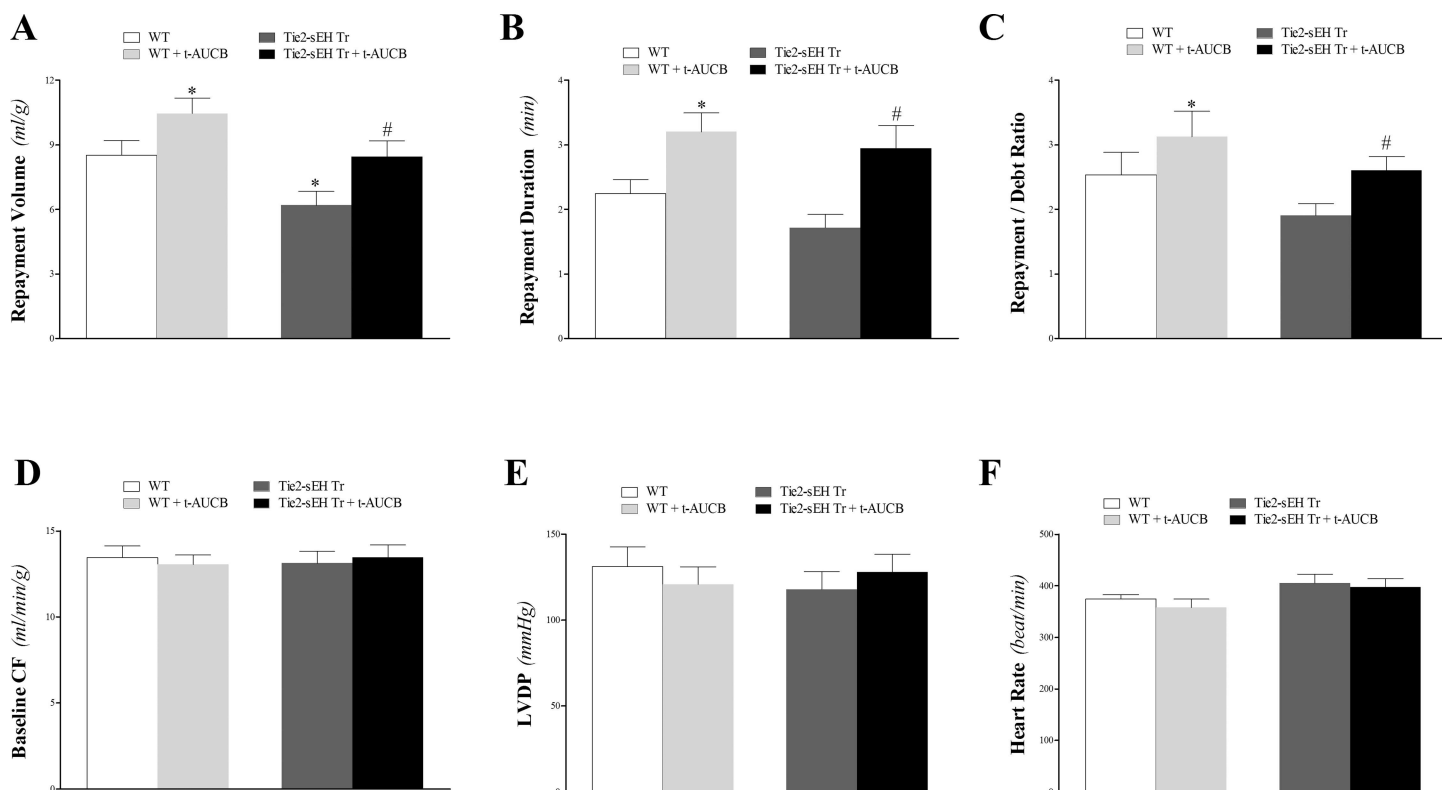 A
WT
Tie2-sEH Tr
WT + t-AUCB
Tie2-sEH Tr + t-AUCB
Repayment Volume (ml/g)
12
9
6
3
0
*
*
#
B
WT
Tie2-sEH Tr
WT + t-AUCB
Tie2-sEH Tr + t-AUCB
Repayment Duration (min)
4
3
2
1
0
*
#
C
WT
Tie2-sEH Tr
WT + t-AUCB
Tie2-sEH Tr + t-AUCB
Repayment / Debt Ratio
4
3
2
1
0
*
#
D
WT
Tie2-sEH Tr
WT + t-AUCB
Tie2-sEH Tr + t-AUCB
Baseline CF (ml/min/g)
15
10
5
0
E
WT
Tie2-sEH Tr
WT + t-AUCB
Tie2-sEH Tr + t-AUCB
LVDP (mmHg)
150
100
50
0
F
WT
Tie2-sEH Tr
WT + t-AUCB
Tie2-sEH Tr + t-AUCB
Heart Rate (beat/min)
500
400
300
200
100
0